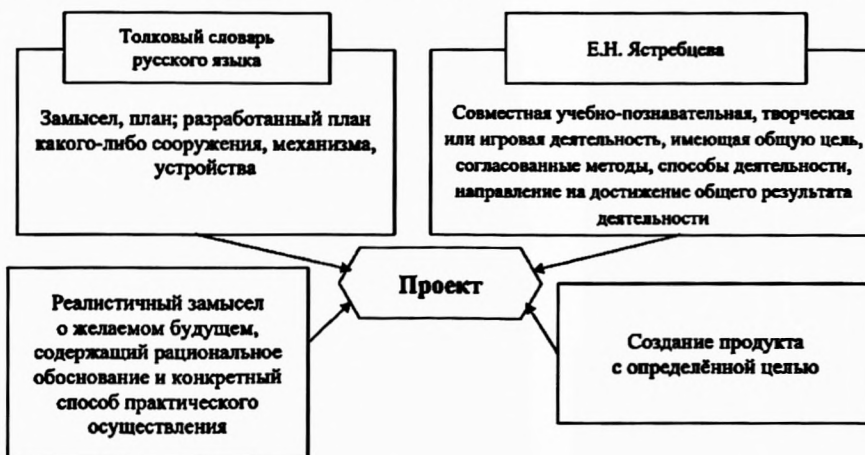 Толковый словарь
русского языка
Замысел, план; разработанный план
какого-либо сооружения, механизма,
устройства
Е.Н. Ястребцева
Совместная учебно-познавательная, творческая
или игровая деятельность, имеющая общую цель,
согласованные методы, способы деятельности,
направление на достижение общего результата
деятельности
Проект
Реалистичный замысел
о желаемом будущем,
содержащий рациональное
обоснование и конкретный
способ практического
осуществления
Создание продукта
с определённой целью